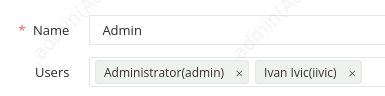 * Name Admin
Users Administrator(admin) × Ivan Ivic(iivic) ×